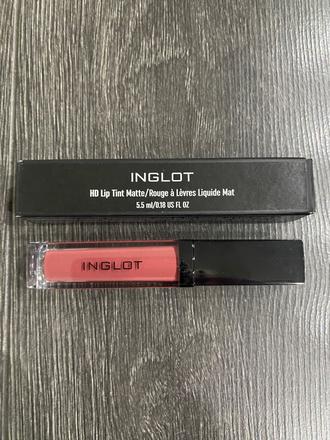 INGLOT
HD Lip Tint Matte/Rouge à Lèvres Liquide Mat
5.5 ml/0.18 US FL OZ
INGLOT